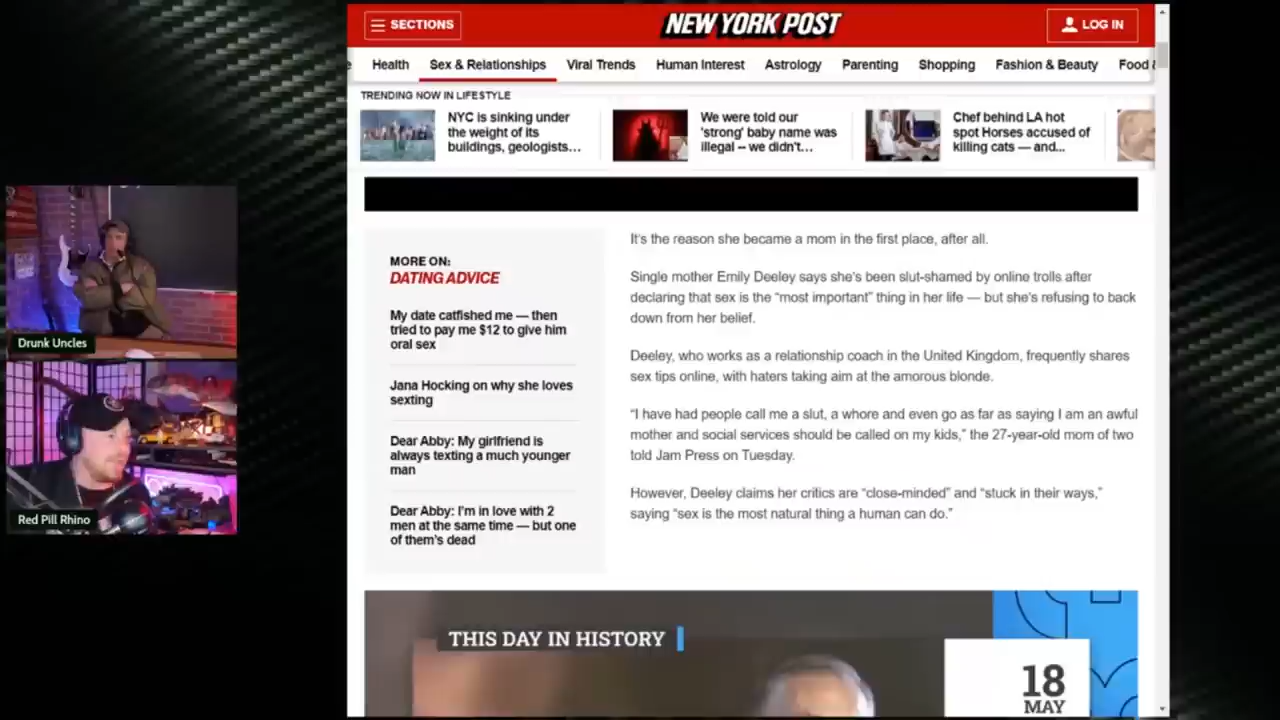 SECTIONS
NEW YORK POST
LOG IN
Health
Sex & Relationships
Viral Trends
Human Interest
Astrology
Parenting
Shopping
Fashion & Beauty
Food &
TRENDING NOW IN LIFESTYLE
NYC is sinking under
the weight of its
buildings, geologists...
We were told our
'strong' baby name was
illegal – we didn't...
Chef behind LA hot
spot Horses accused of
killing cats — and...
Drunk Uncles
Red Pill Rhino
MORE ON:
DATING ADVICE
My date catfished me — then
tried to pay me $12 to give him
oral sex
Jana Hocking on why she loves
sexting
Dear Abby: My girlfriend is
always texting a much younger
man
Dear Abby: I'm in love with 2
men at the same time — but one
of them's dead
It's the reason she became a mom in the first place, after all.
Single mother Emily Deeley says she's been slut-shamed by online trolls after
declaring that sex is the “most important” thing in her life — but she's refusing to back
down from her belief.
Deeley, who works as a relationship coach in the United Kingdom, frequently shares
sex tips online, with haters taking aim at the amorous blonde.
“I have had people call me a slut, a whore and even go as far as saying I am an awful
mother and social services should be called on my kids,” the 27-year-old mom of two
told Jam Press on Tuesday.
However, Deeley claims her critics are “close-minded” and “stuck in their ways,”
saying “sex is the most natural thing a human can do.”
THIS DAY IN HISTORY
18
MAY